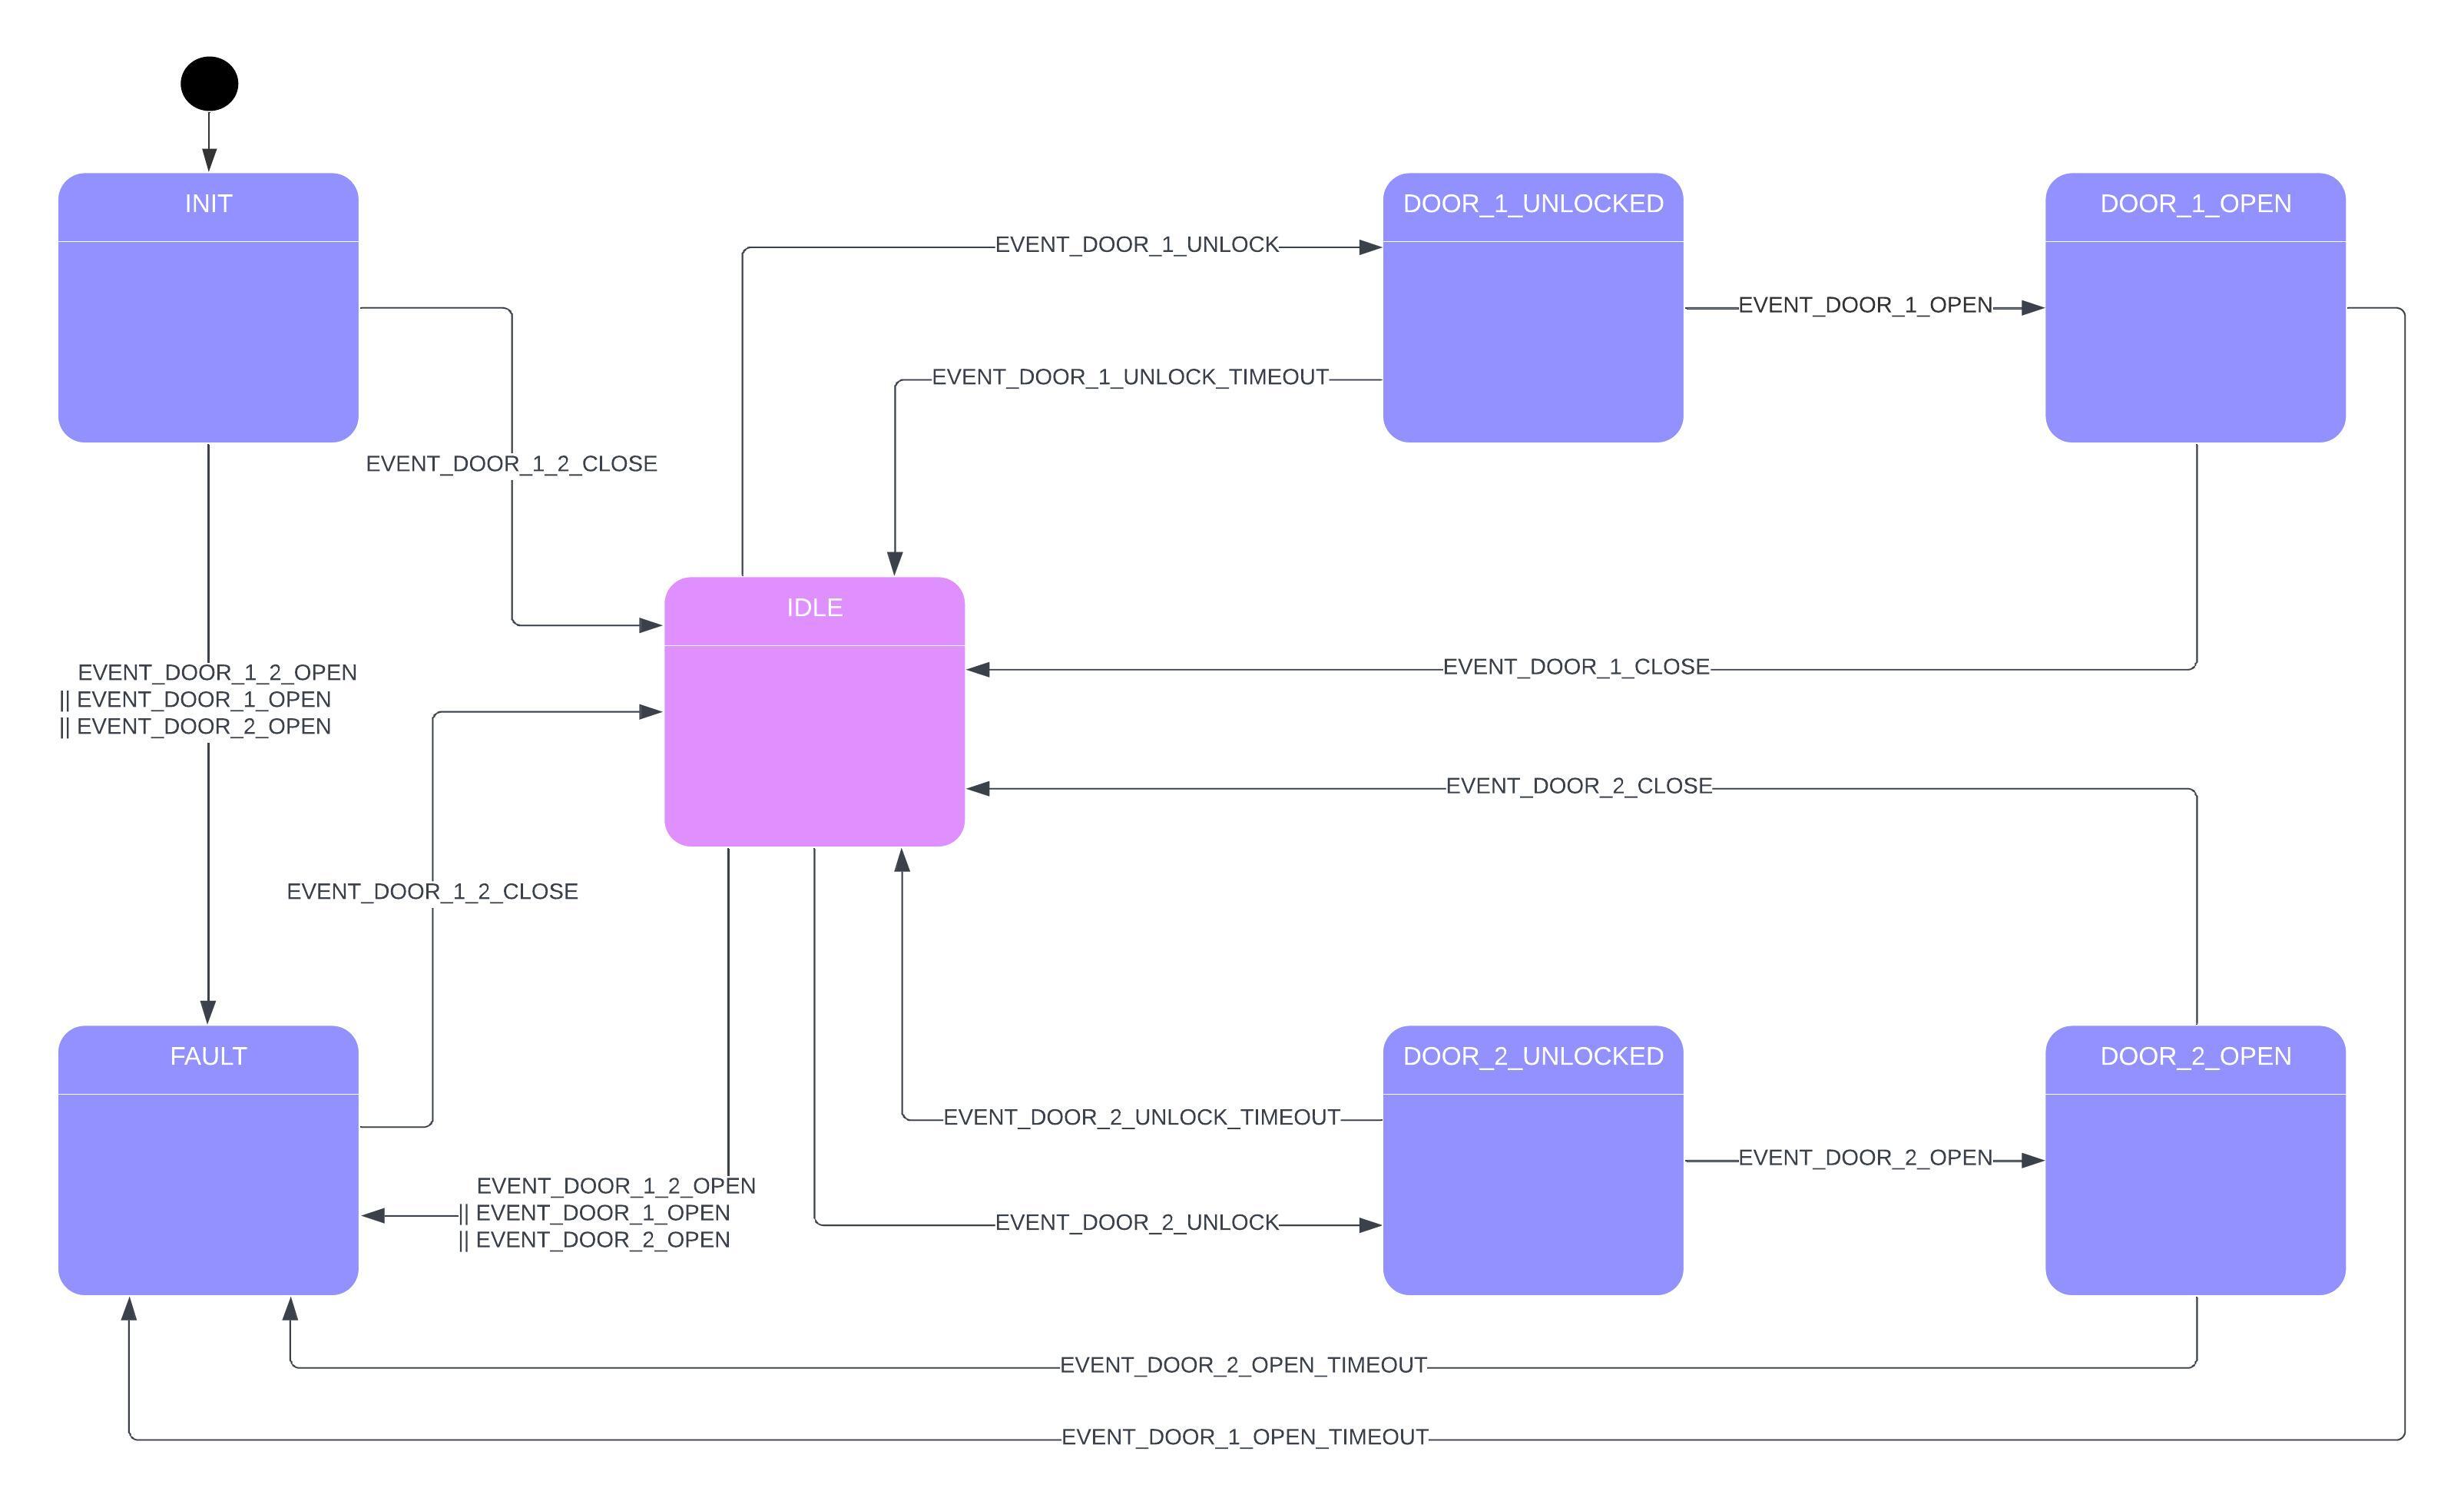 INIT
DOOR_1_UNLOCKED
DOOR_1_OPEN
EVENT_DOOR_1_UNLOCK
EVENT_DOOR_1_OPEN
EVENT_DOOR_1_UNLOCK_TIMEOUT
EVENT_DOOR_1_2_CLOSE
IDLE
EVENT_DOOR_1_2_OPEN
|| EVENT_DOOR_1_OPEN
|| EVENT_DOOR_2_OPEN
EVENT_DOOR_1_CLOSE
EVENT_DOOR_2_CLOSE
EVENT_DOOR_1_2_CLOSE
FAULT
DOOR_2_UNLOCKED
DOOR_2_OPEN
EVENT_DOOR_2_UNLOCK_TIMEOUT
EVENT_DOOR_2_OPEN
EVENT_DOOR_1_2_OPEN
|| EVENT_DOOR_1_OPEN
|| EVENT_DOOR_2_OPEN
EVENT_DOOR_2_UNLOCK
EVENT_DOOR_2_OPEN_TIMEOUT
EVENT_DOOR_1_OPEN_TIMEOUT